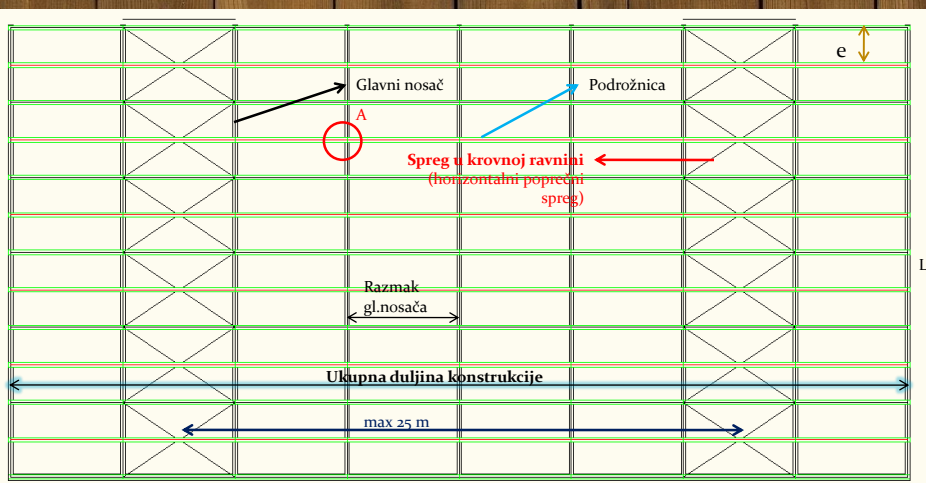 e
Glavni nosač
Podrožnica
A
Spreg u krovnoj ravnini
(horizontalni poprečni
spreg)
L
Razmak
gl.nosača
Ukupna duljina konstrukcije
max 25 m